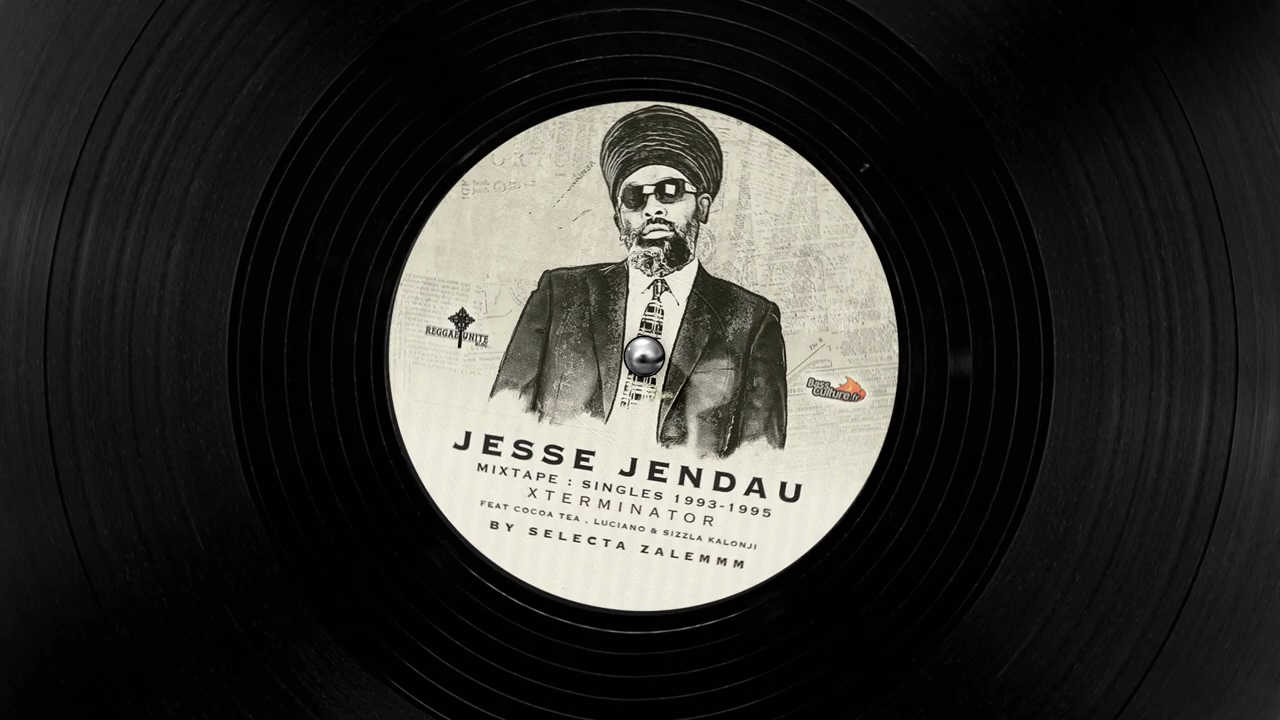 REGGAE UNITE
BLOG
Bass
culture.fr
JESSE JENDAU
MIXTAPE : SINGLES 1993-1995
XTERMINATOR
FEAT COCOA TEA , LUCIANO & SIZZLA KALONJI
BY SELECTA ZALEMMM